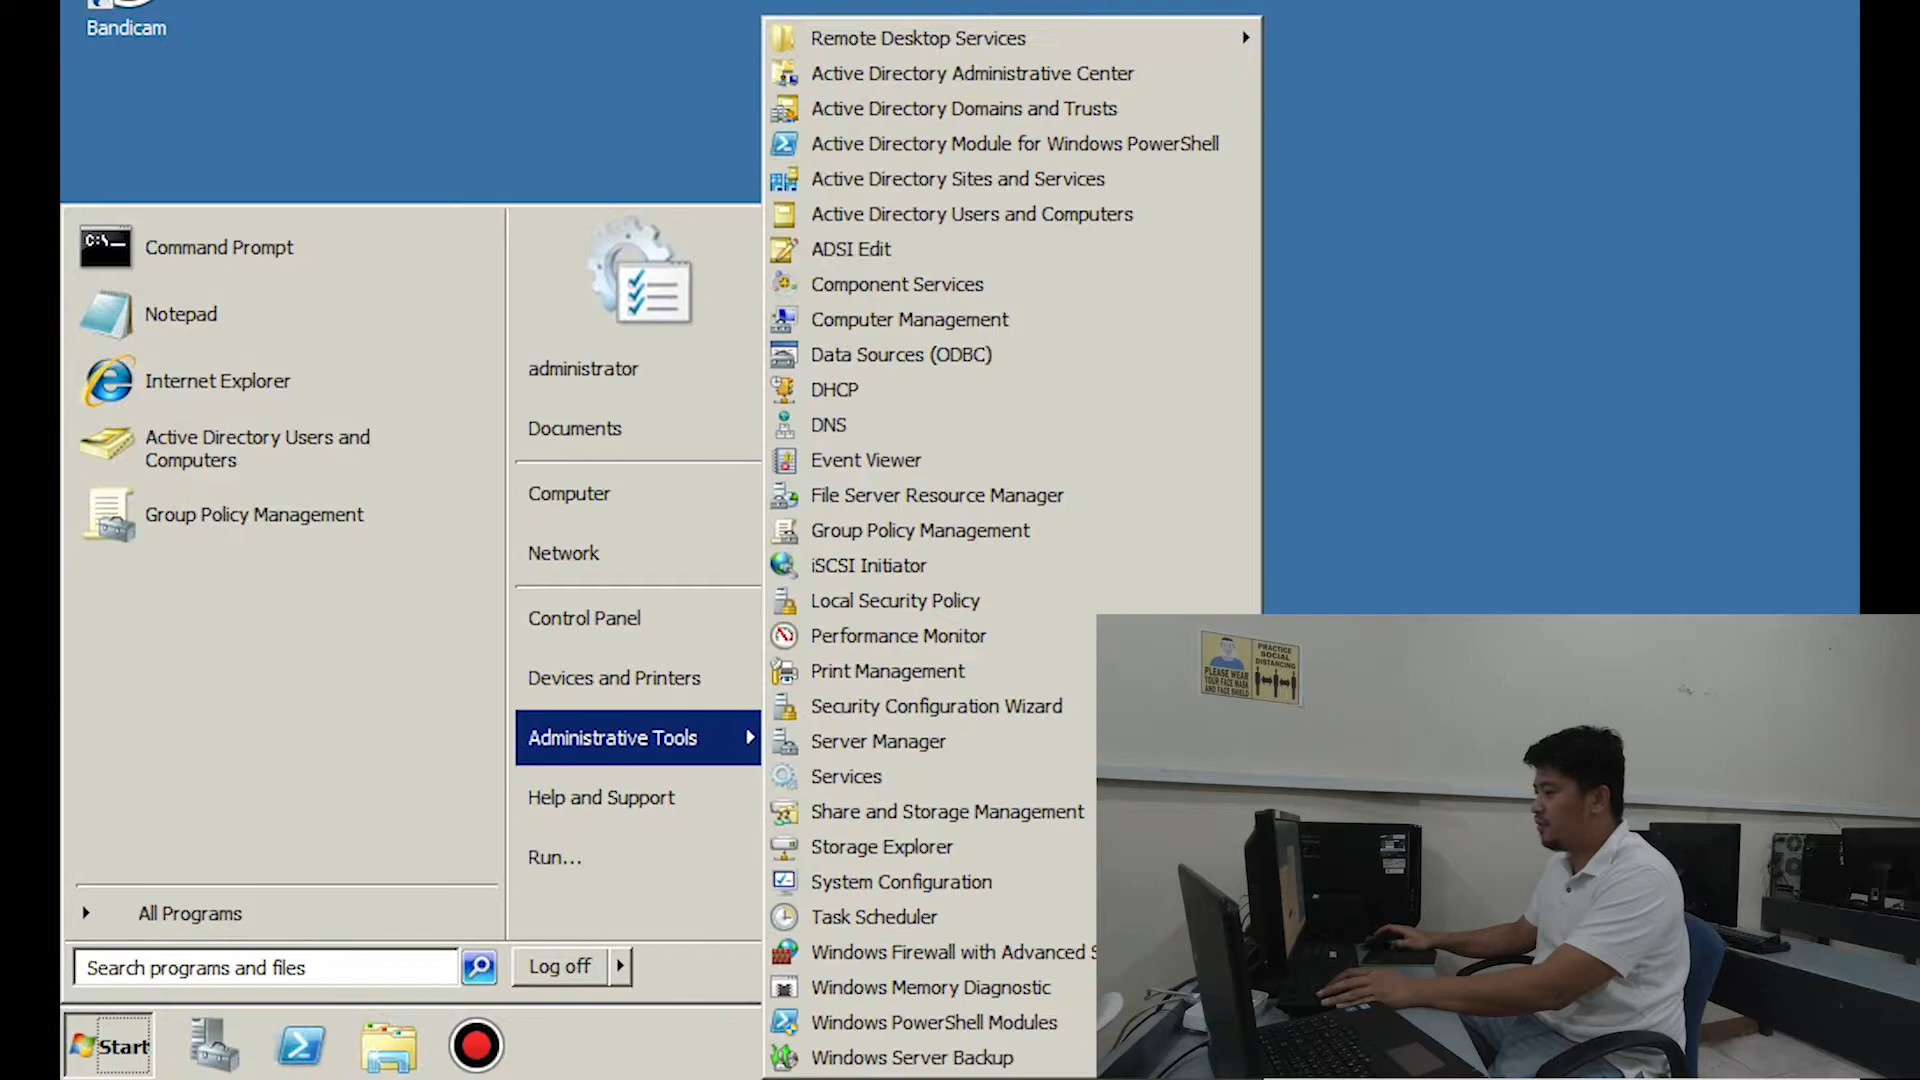 Bandicam
Command Prompt
Notepad
Internet Explorer
Active Directory Users and
Computers
Group Policy Management
All Programs
Search programs and files
administrator
Documents
Computer
Network
Control Panel
Devices and Printers
Administrative Tools
Help and Support
Run...
Log off
Start
Remote Desktop Services
Active Directory Administrative Center
Active Directory Domains and Trusts
Active Directory Module for Windows PowerShell
Active Directory Sites and Services
Active Directory Users and Computers
ADSI Edit
Component Services
Computer Management
Data Sources (ODBC)
DHCP
DNS
Event Viewer
File Server Resource Manager
Group Policy Management
iSCSI Initiator
Local Security Policy
Performance Monitor
Print Management
Security Configuration Wizard
Server Manager
Services
Share and Storage Management
Storage Explorer
System Configuration
Task Scheduler
Windows Firewall with Advanced S
Windows Memory Diagnostic
Windows PowerShell Modules
Windows Server Backup
PLEASE WEAR
YOUR FACE MASK
AND FACE SHIELD
PRACTICE
SOCIAL
DISTANCING